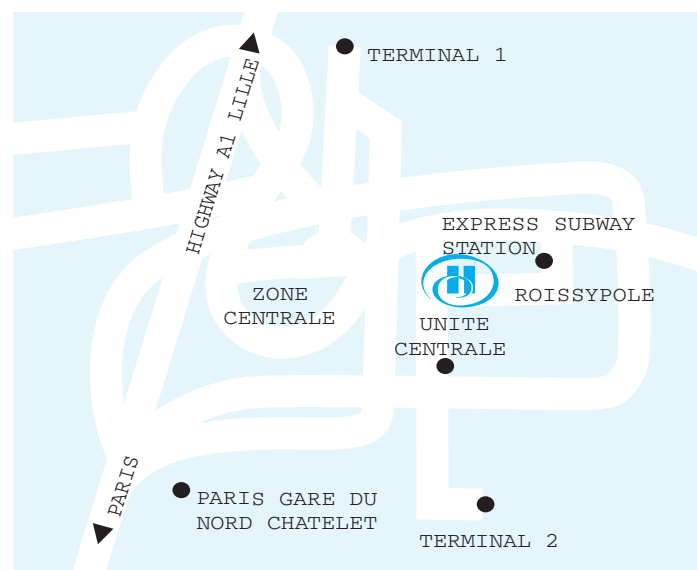 TERMINAL 1
HIGHWAY A1 LILLE
EXPRESS SUBWAY
STATION
ROISSYPOLE
ZONE
CENTRALE
UNITE
CENTRALE
PARIS
PARIS GARE DU
NORD CHATELET
TERMINAL 2